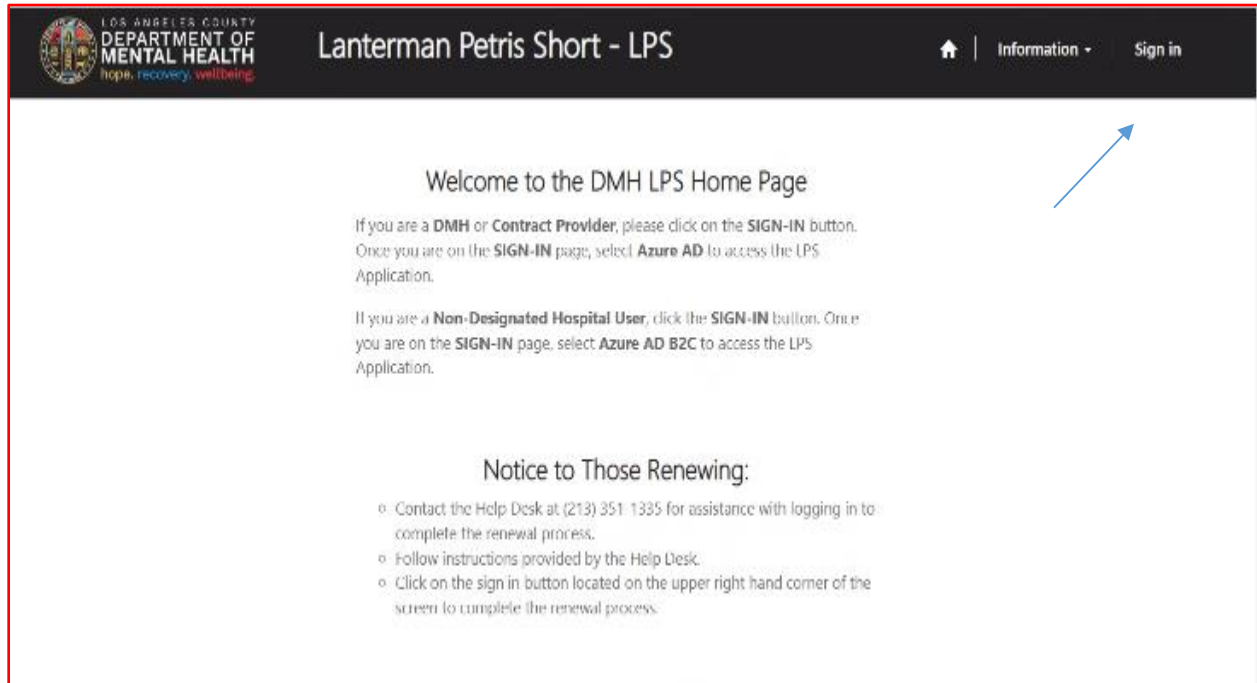 LOS ANGELES COUNTY
DEPARTMENT OF
MENTAL HEALTH
hope. recovery. wellbeing.
Lanterman Petris Short - LPS
Information
Sign in
Welcome to the DMH LPS Home Page
If you are a DMH or Contract Provider, please click on the SIGN-IN button.
Once you are on the SIGN-IN page, select Azure AD to access the LPS
Application.
If you are a Non-Designated Hospital User, click the SIGN-IN button. Once
you are on the SIGN-IN page, select Azure AD B2C to access the LPS
Application.
Notice to Those Renewing:
Contact the Help Desk at (213) 351-1335 for assistance with logging in to
complete the renewal process.
Follow instructions provided by the Help Desk.
Click on the sign in button located on the upper right hand corner of the
screen to complete the renewal process.